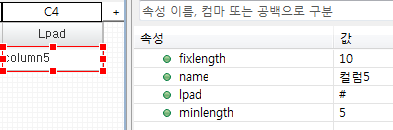 C4
+
Lpad
column5
속성 이름, 컴마 또는 공백으로 구분
속성 값
fixlength 10
name 컬럼5
lpad #
minlength 5